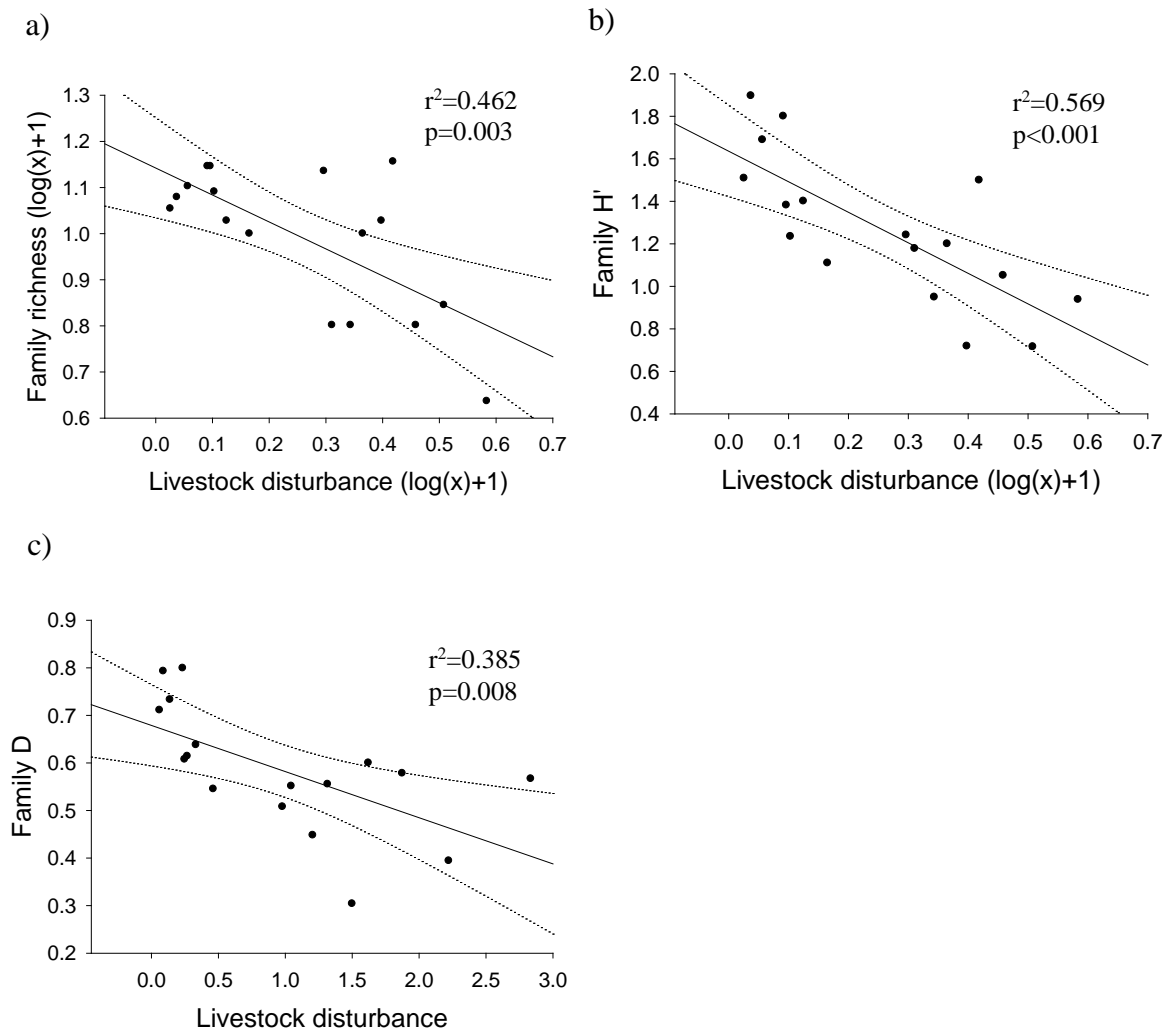 a)
r²=0.462
p=0.003
Family richness (log(x)+1)
1.3
1.2
1.1
1.0
0.9
0.8
0.7
0.6
0.0 0.1 0.2 0.3 0.4 0.5 0.6 0.7
Livestock disturbance (log(x)+1)
b)
r²=0.569
p<0.001
Family H'
2.0
1.8
1.6
1.4
1.2
1.0
0.8
0.6
0.4
0.0 0.1 0.2 0.3 0.4 0.5 0.6 0.7
Livestock disturbance (log(x)+1)
c)
r²=0.385
p=0.008
Family D
0.9
0.8
0.7
0.6
0.5
0.4
0.3
0.2
0.0 0.5 1.0 1.5 2.0 2.5 3.0
Livestock disturbance